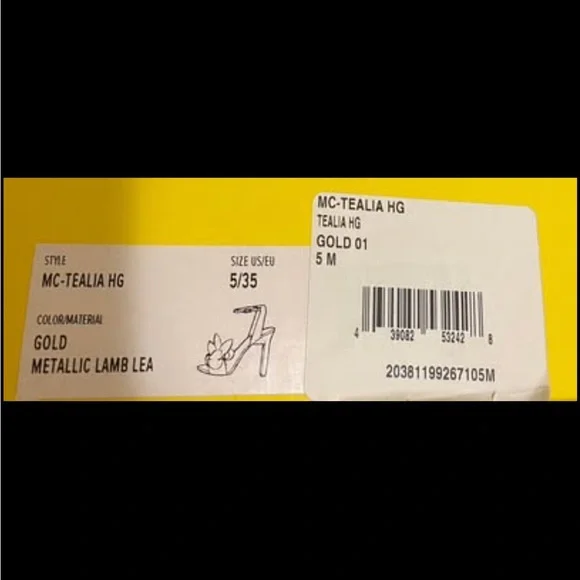 STYLE
MC-TEALIA HG
SIZE US/EU
5/35
COLOR/MATERIAL
GOLD
METALLIC LAMB LEA
MC-TEALIA HG
TEALIA HG
GOLD 01
5 M
4 39082 53242 8
20381199267105M